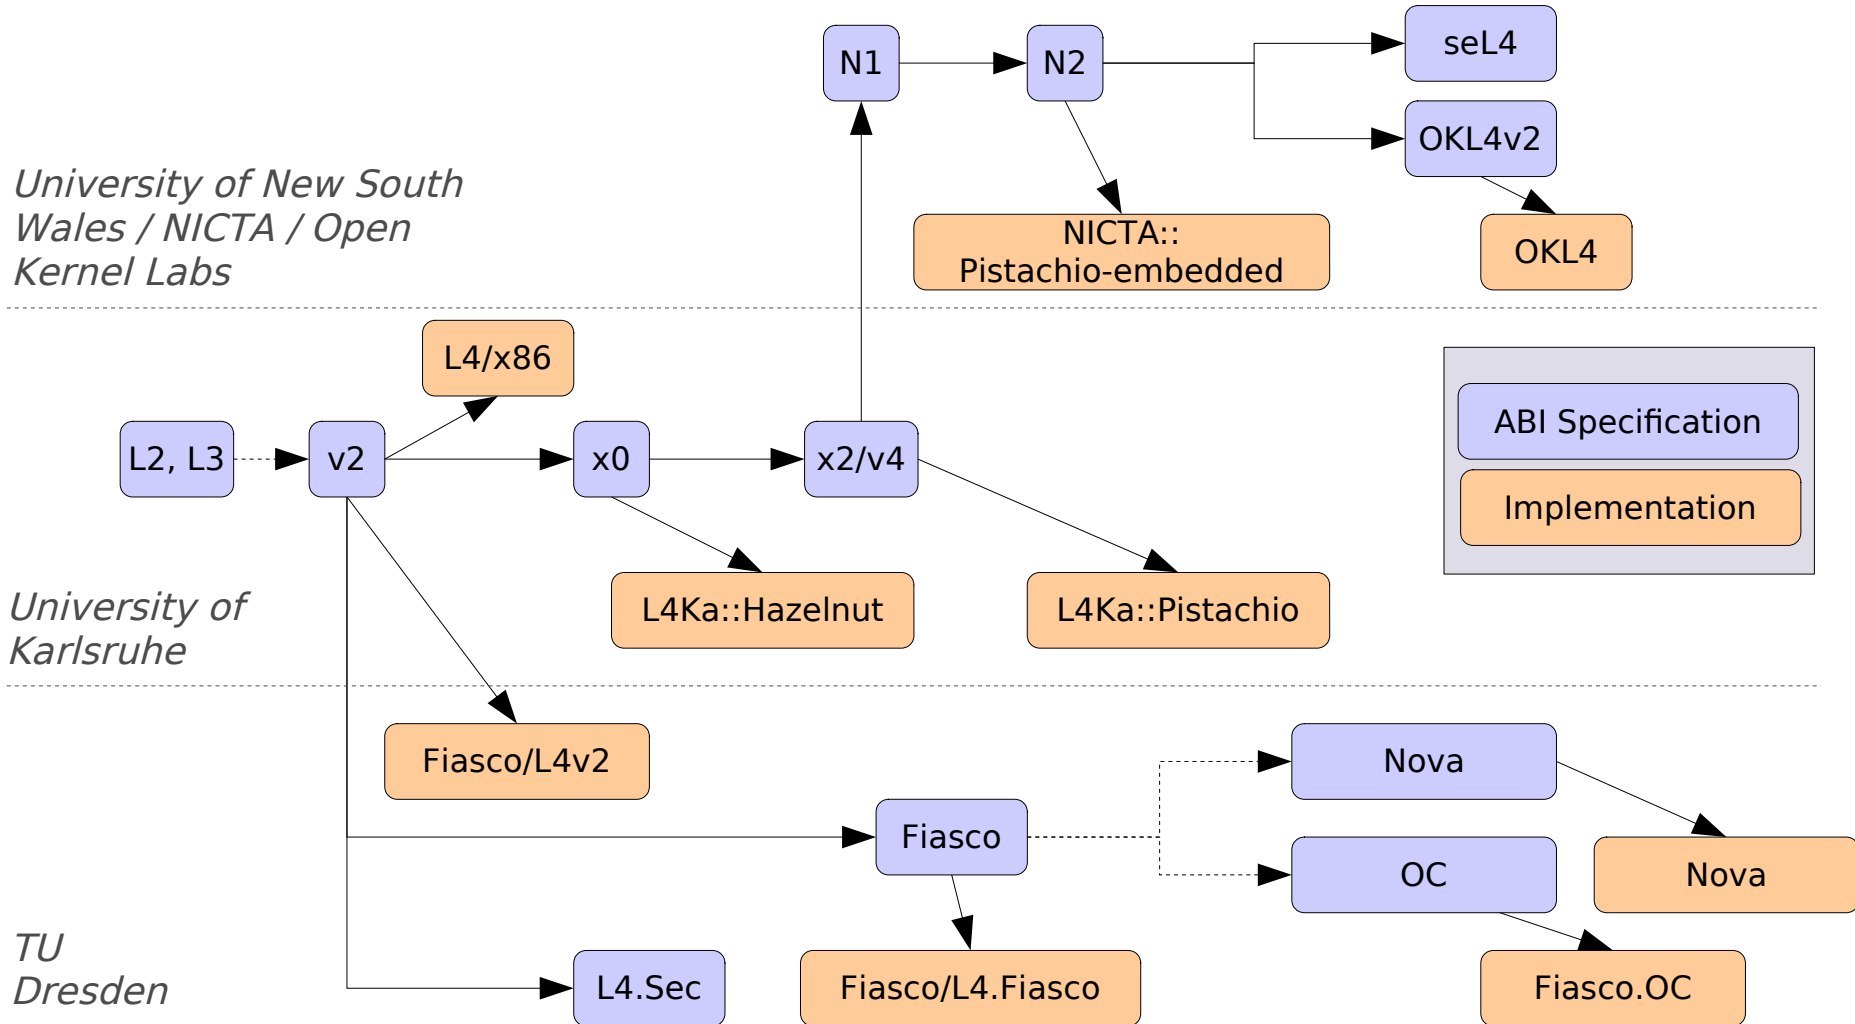 seL4
N1
N2
OKL4v2
University of New South
Wales / NICTA / Open
Kernel Labs
NICTA::
Pistachio-embedded
OKL4
L4/x86
L2, L3
v2
x0
x2/v4
ABI Specification
Implementation
L4Ka::Hazelnut
L4Ka::Pistachio
University of
Karlsruhe
Fiasco/L4v2
Nova
Fiasco
OC
Nova
TU
Dresden
L4.Sec
Fiasco/L4.Fiasco
Fiasco.OC